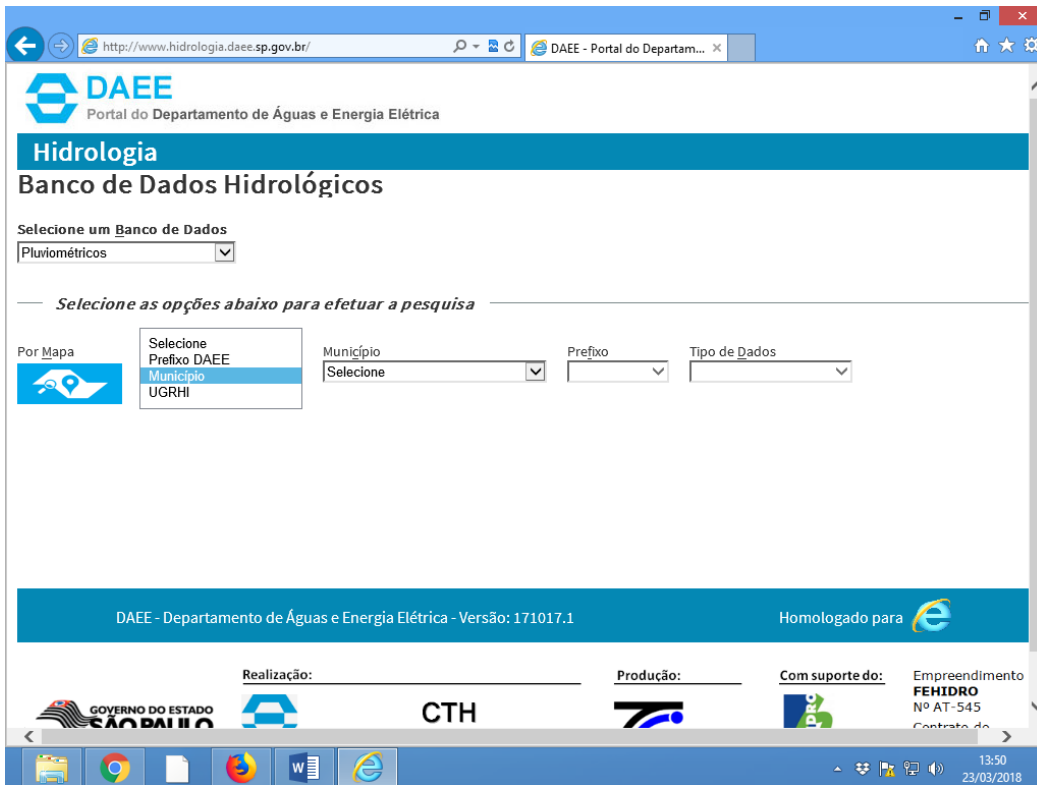 http://www.hidrologia.daee.sp.gov.br/
DAEE - Portal do Departam...
DAEE
Portal do Departamento de Águas e Energia Elétrica
Hidrologia
Banco de Dados Hidrológicos
Selecione um Banco de Dados
Pluviométricos
Selecione as opções abaixo para efetuar a pesquisa
Por Mapa
Selecione
Prefixo DAEE
Município
UGRHI
Município
Selecione
Prefixo
Tipo de Dados
DAEE - Departamento de Águas e Energia Elétrica - Versão: 171017.1
Homologado para
Realização:
Produção:
Com suporte do:
Empreendimento
FEHIDRO
Nº AT-545
Contrato do
GOVERNO DO ESTADO
SÃO PAULO
CTH
13:50
23/03/2018